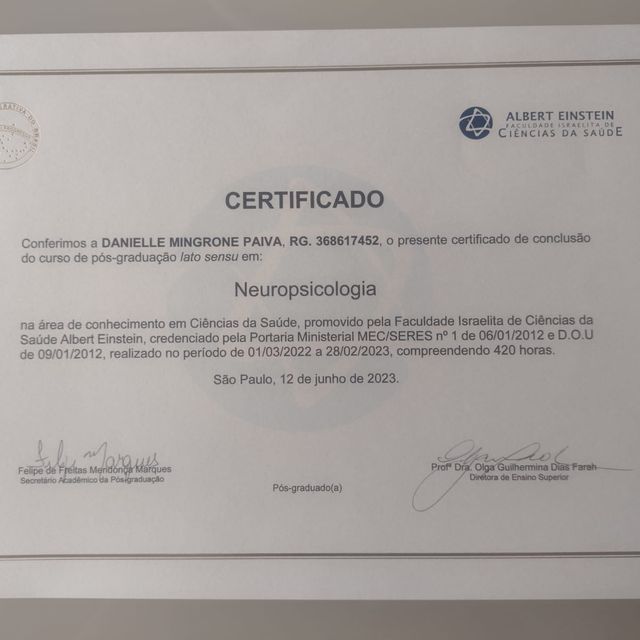 ALBERT EINSTEIN
FACULDADE ISRAELITA DE
CIÊNCIAS DA SAÚDE
CERTIFICADO
Conferimos a DANIELLE MINGRONE PAIVA, RG. 368617452, o presente certificado de conclusão
do curso de pós-graduação lato sensu em:
Neuropsicologia
na área de conhecimento em Ciências da Saúde, promovido pela Faculdade Israelita de Ciências da
Saúde Albert Einstein, credenciado pela Portaria Ministerial MEC/SERES nº 1 de 06/01/2012 e D.O.U
de 09/01/2012, realizado no período de 01/03/2022 a 28/02/2023, compreendendo 420 horas.
São Paulo, 12 de junho de 2023.
Felipe de Freitas Mendonça Marques
Secretário Acadêmico da Pós-graduação
Profª Dra. Olga Guilhermina Dias Farah
Diretora de Ensino Superior
Pós-graduado(a)